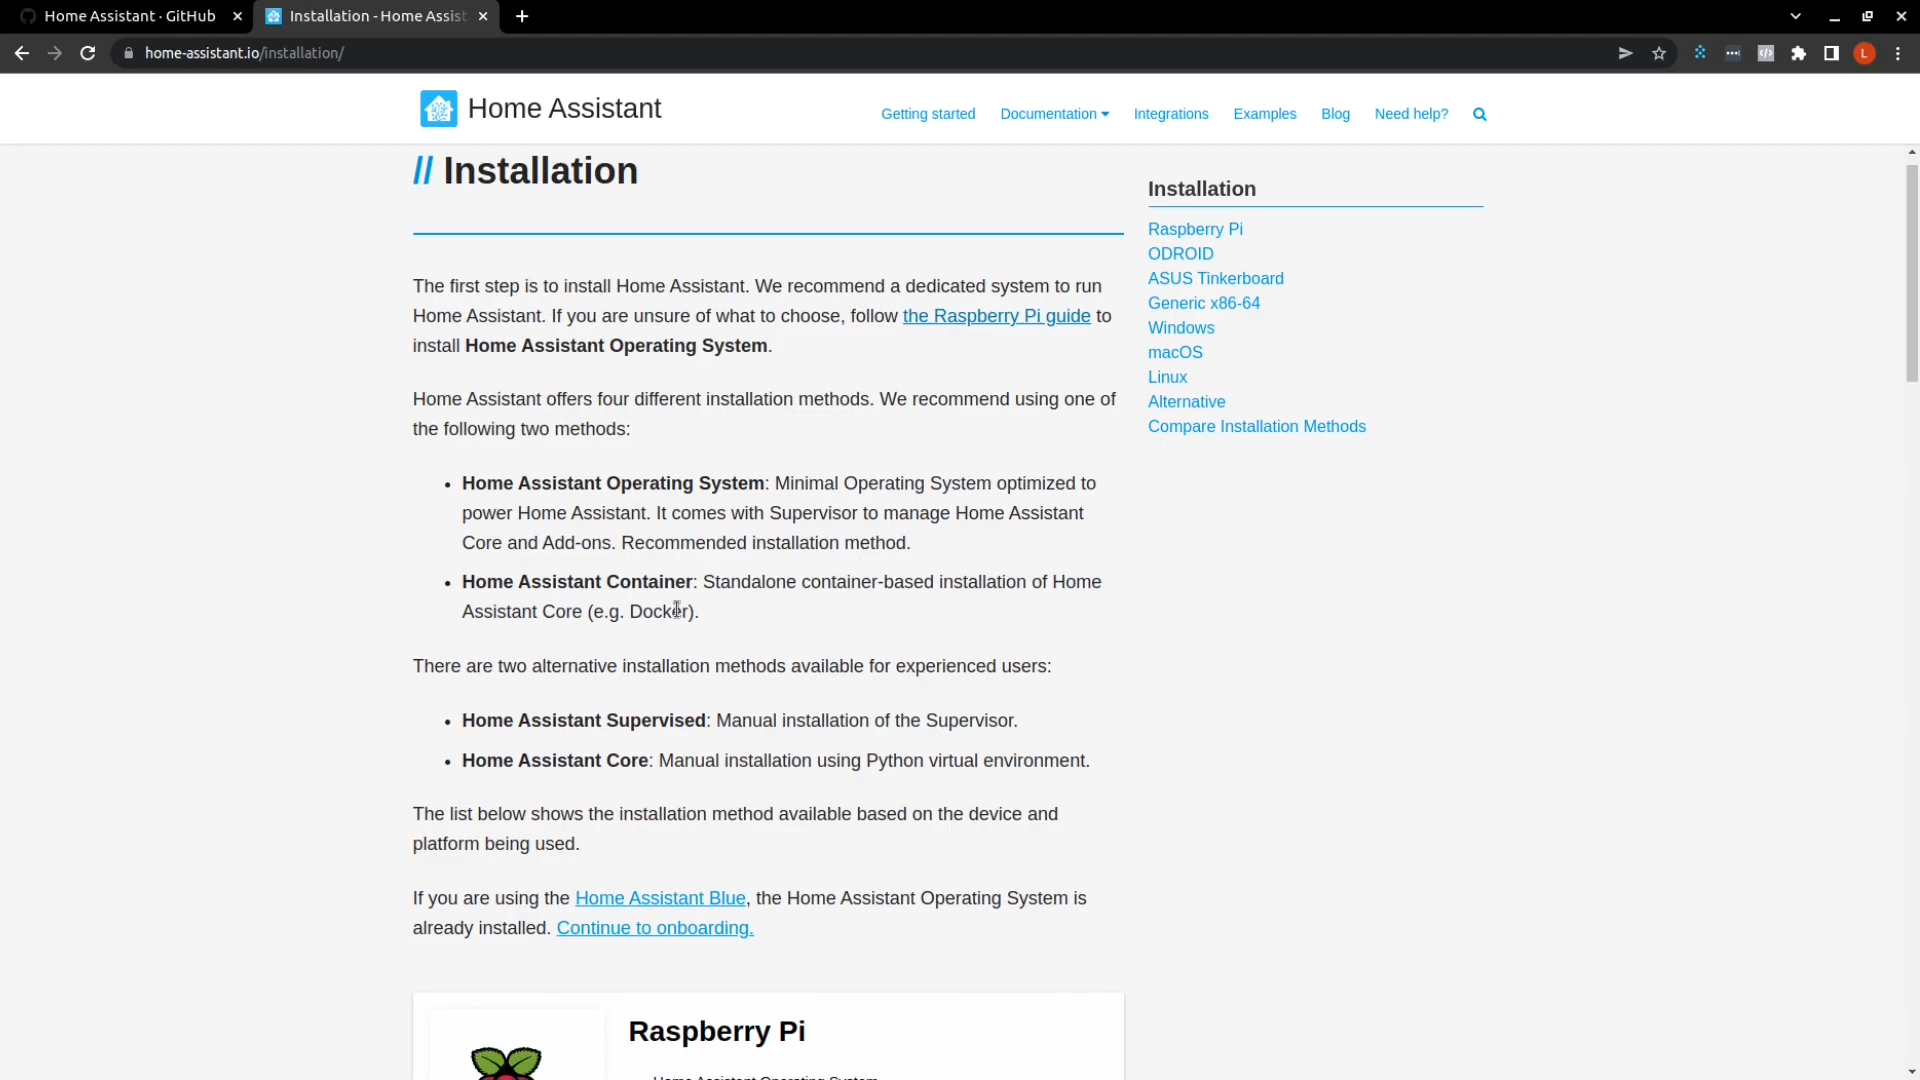 Home Assistant · GitHub
Installation - Home Assist
home-assistant.io/installation/
L
Home Assistant
Getting started
Documentation
Integrations
Examples
Blog
Need help?
// Installation
The first step is to install Home Assistant. We recommend a dedicated system to run
Home Assistant. If you are unsure of what to choose, follow the Raspberry Pi guide to
install Home Assistant Operating System.
Home Assistant offers four different installation methods. We recommend using one of
the following two methods:
• Home Assistant Operating System: Minimal Operating System optimized to
power Home Assistant. It comes with Supervisor to manage Home Assistant
Core and Add-ons. Recommended installation method.
• Home Assistant Container: Standalone container-based installation of Home
Assistant Core (e.g. Docker).
There are two alternative installation methods available for experienced users:
• Home Assistant Supervised: Manual installation of the Supervisor.
• Home Assistant Core: Manual installation using Python virtual environment.
The list below shows the installation method available based on the device and
platform being used.
If you are using the Home Assistant Blue, the Home Assistant Operating System is
already installed. Continue to onboarding.
Raspberry Pi
Home Assistant Operating System
Installation
Raspberry Pi
ODROID
ASUS Tinkerboard
Generic x86-64
Windows
macOS
Linux
Alternative
Compare Installation Methods